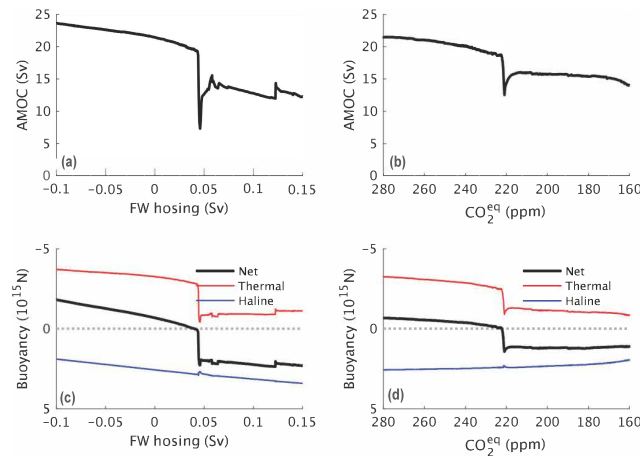 25
20
15
10
5
0
AMOC (Sv)
(a)
−0.1
−0.05
0
0.05
0.1
0.15
FW hosing (Sv)
25
20
15
10
5
0
AMOC (Sv)
(b)
280
260
240
220
200
180
160
CO₂^eq (ppm)
−5
0
5
Buoyancy (10^15 N)
Net
Thermal
Haline
(c)
−0.1
−0.05
0
0.05
0.1
0.15
FW hosing (Sv)
−5
0
5
Buoyancy (10^15 N)
Net
Thermal
Haline
(d)
280
260
240
220
200
180
160
CO₂^eq (ppm)